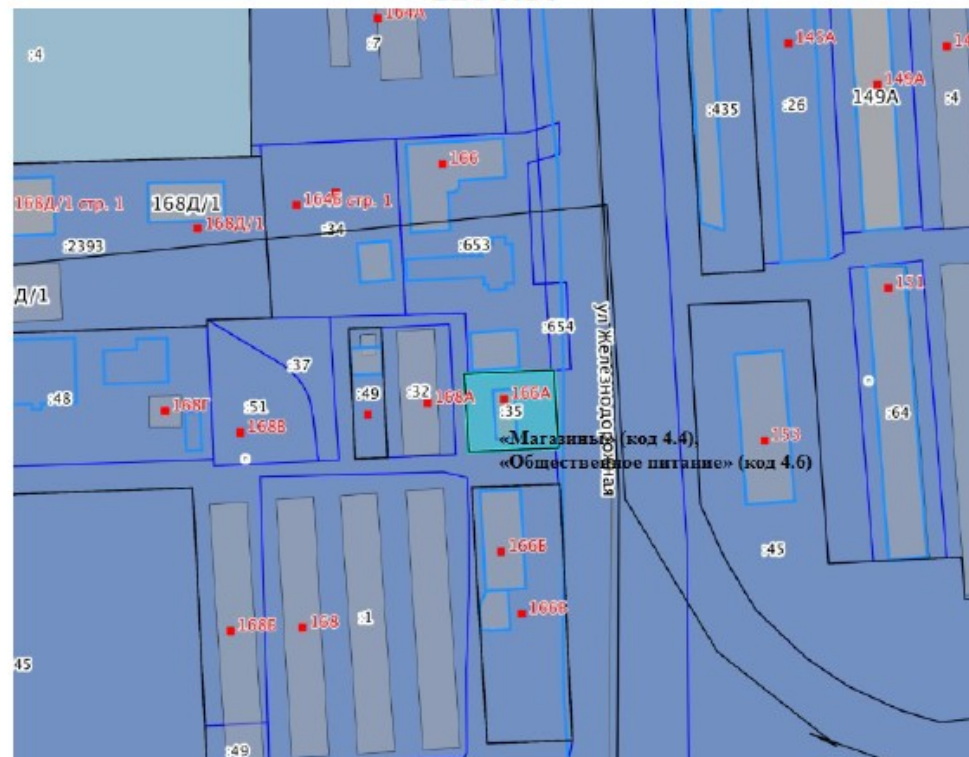 164А
:7
:4
145А
149А
149А
:435
:26
:4
166
168Д/1 стр. 1
168Д/1
168Д/1
164Б стр. 1
:34
:2393
:653
Д/1
151
:654
ул Железнодорожная
:37
:49
:32
168А
166А
:35
:48
168Г
:51
168В
:64
153
«Магазины» (код 4.4),
«Общественное питание» (код 4.6)
166Б
:45
166В
168Б
168
:1
45
:49